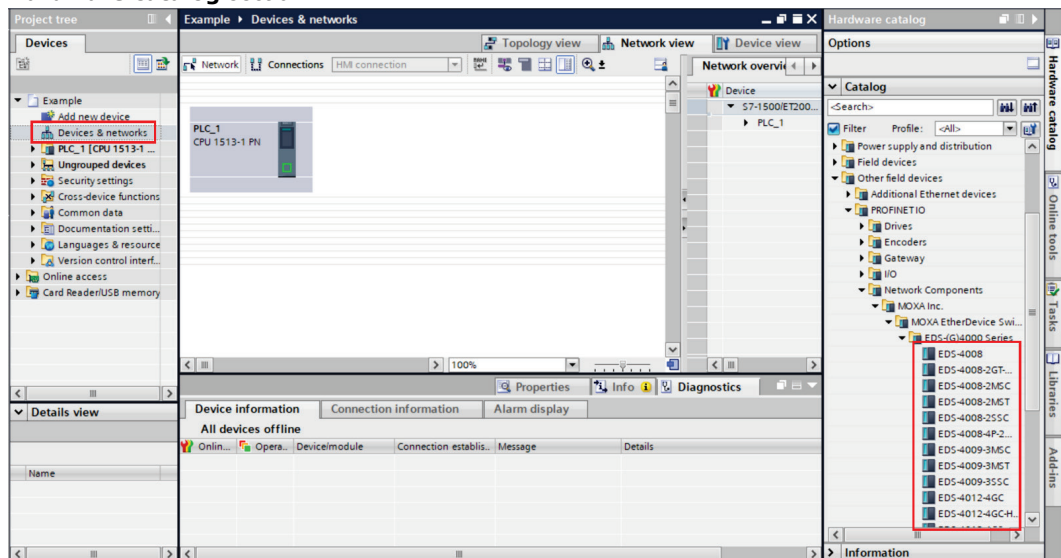 Project tree
Devices
Example
Add new device
Devices & networks
PLC_1 [CPU 1513-1 ...
Ungrouped devices
Security settings
Cross-device functions
Common data
Documentation setti...
Languages & resource
Version control interf...
Online access
Card Reader/USB memory
Details view
Name
Example ▸ Devices & networks
Topology view
Network view
Device view
Network
Connections
HMI connection
Network overvi
Device
S7-1500/ET200...
PLC_1
PLC_1
CPU 1513-1 PN
100%
Properties
Info
Diagnostics
Device information
Connection information
Alarm display
All devices offline
Onlin...
Opera..
Device/module
Connection establis..
Message
Details
Hardware catalog
Options
Catalog
<Search>
Filter
Profile:
<All>
Power supply and distribution
Field devices
Other field devices
Additional Ethernet devices
PROFINET IO
Drives
Encoders
Gateway
I/O
Network Components
MOXA Inc.
MOXA EtherDevice Swi...
EDS-(G)4000 Series
EDS-4008
EDS-4008-2GT-...
EDS-4008-2MSC
EDS-4008-2MST
EDS-4008-2SSC
EDS-4008-4P-2...
EDS-4009-3MSC
EDS-4009-3MST
EDS-4009-3SSC
EDS-4012-4GC
EDS-4012-4GC-H..
Information
Hardware catalog
Online tools
Tasks
Libraries
Add-ins